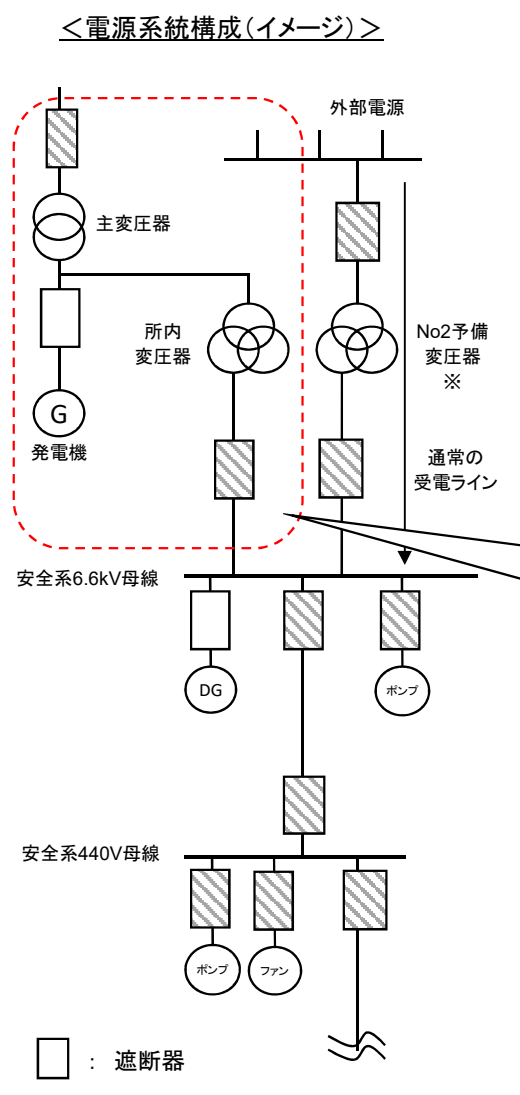 ＜電源系統構成（イメージ）＞
外部電源
主変圧器
所内
変圧器
No2予備
変圧器
※
G
発電機
通常の
受電ライン
安全系6.6kV母線
DG
ポンプ
安全系440V母線
ポンプ
ファン
： 遮断器